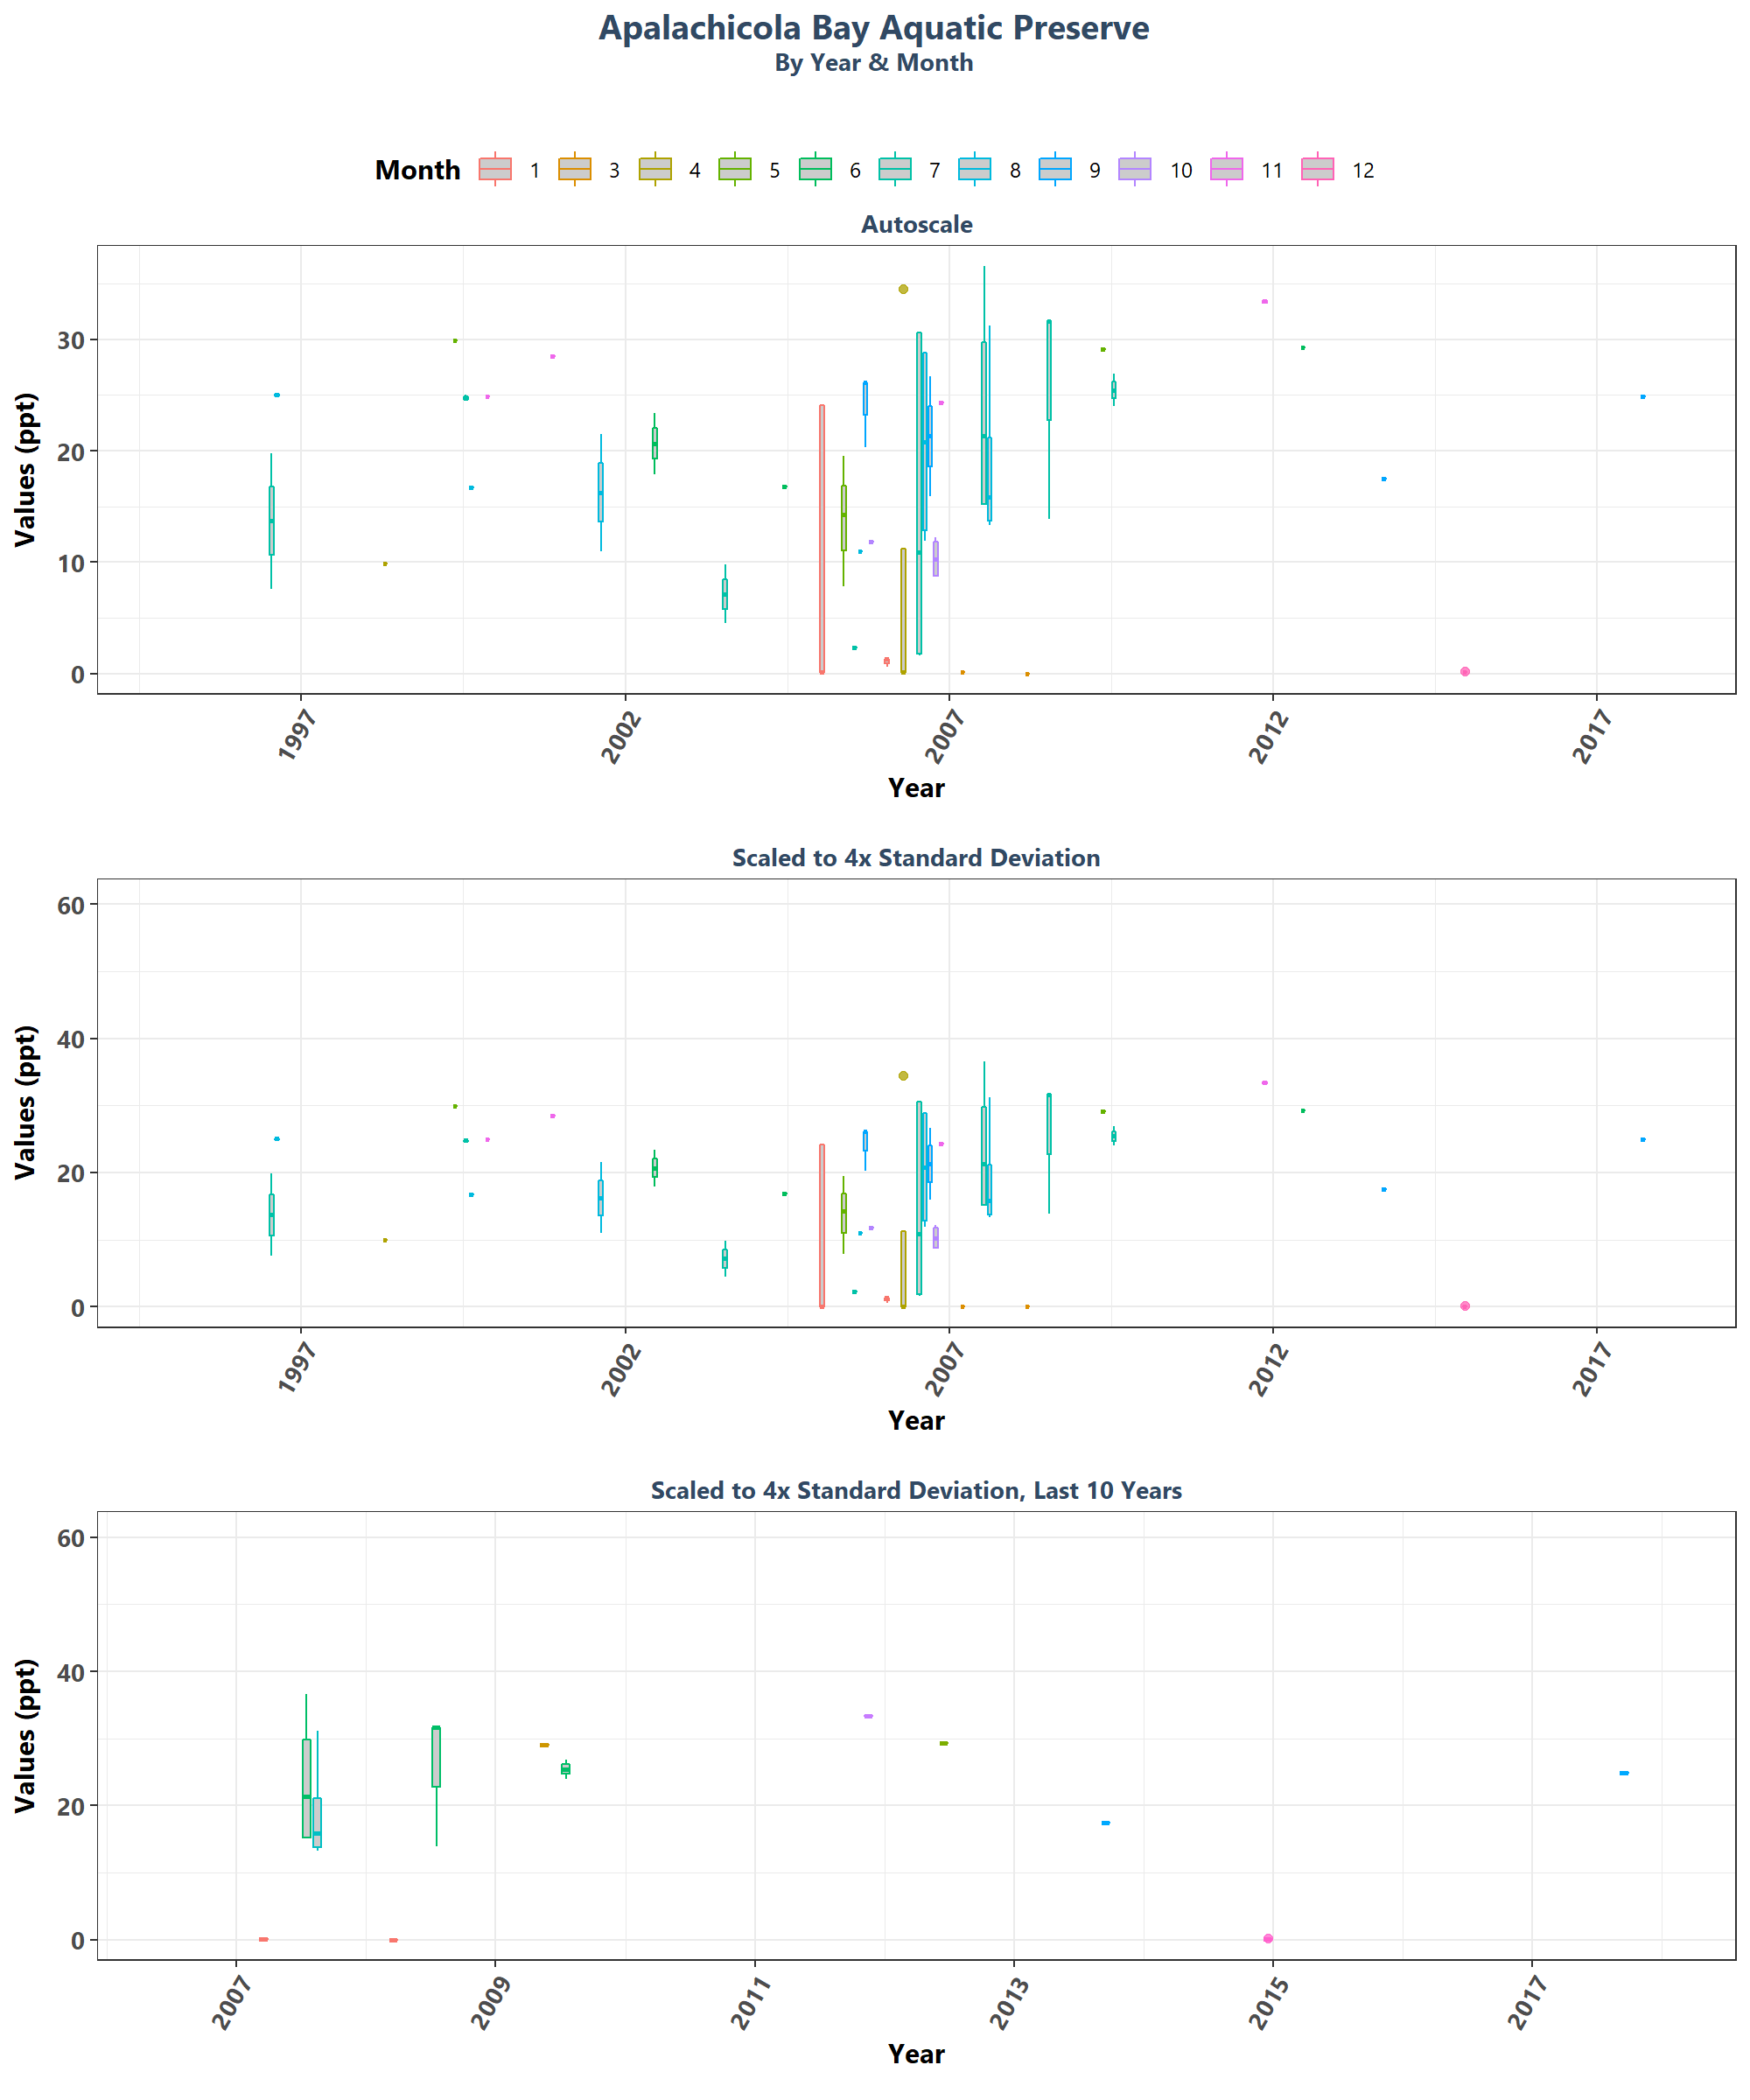 Apalachicola Bay Aquatic Preserve
By Year & Month
Month 1 3 4 5 6 7 8 9 10 11 12
Autoscale
Values (ppt)
30
20
10
0
1997 2002 2007 2012 2017
Year
Scaled to 4x Standard Deviation
Values (ppt)
60
40
20
0
1997 2002 2007 2012 2017
Year
Scaled to 4x Standard Deviation, Last 10 Years
Values (ppt)
60
40
20
0
2007 2009 2011 2013 2015 2017
Year